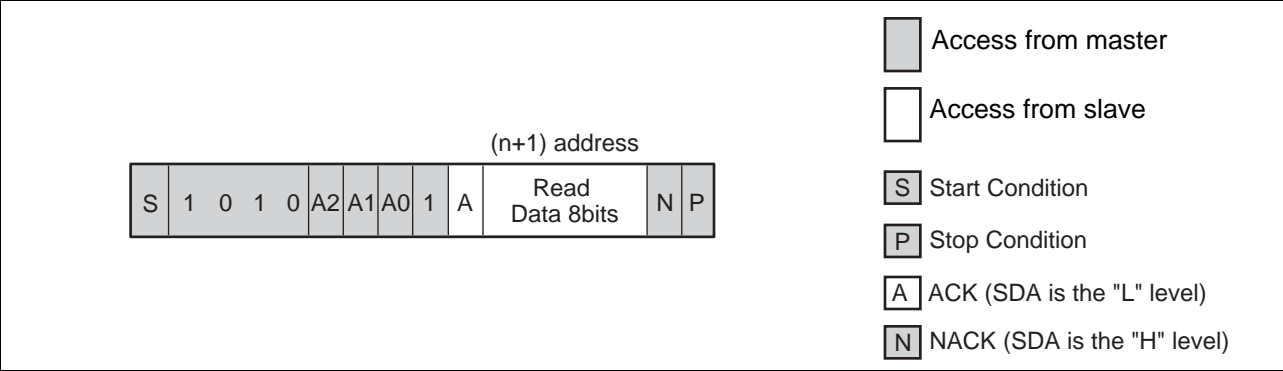 Access from master
Access from slave
(n+1) address
S 1 0 1 0 A2 A1 A0 1 A Read Data 8bits N P
S Start Condition
P Stop Condition
A ACK (SDA is the "L" level)
N NACK (SDA is the "H" level)